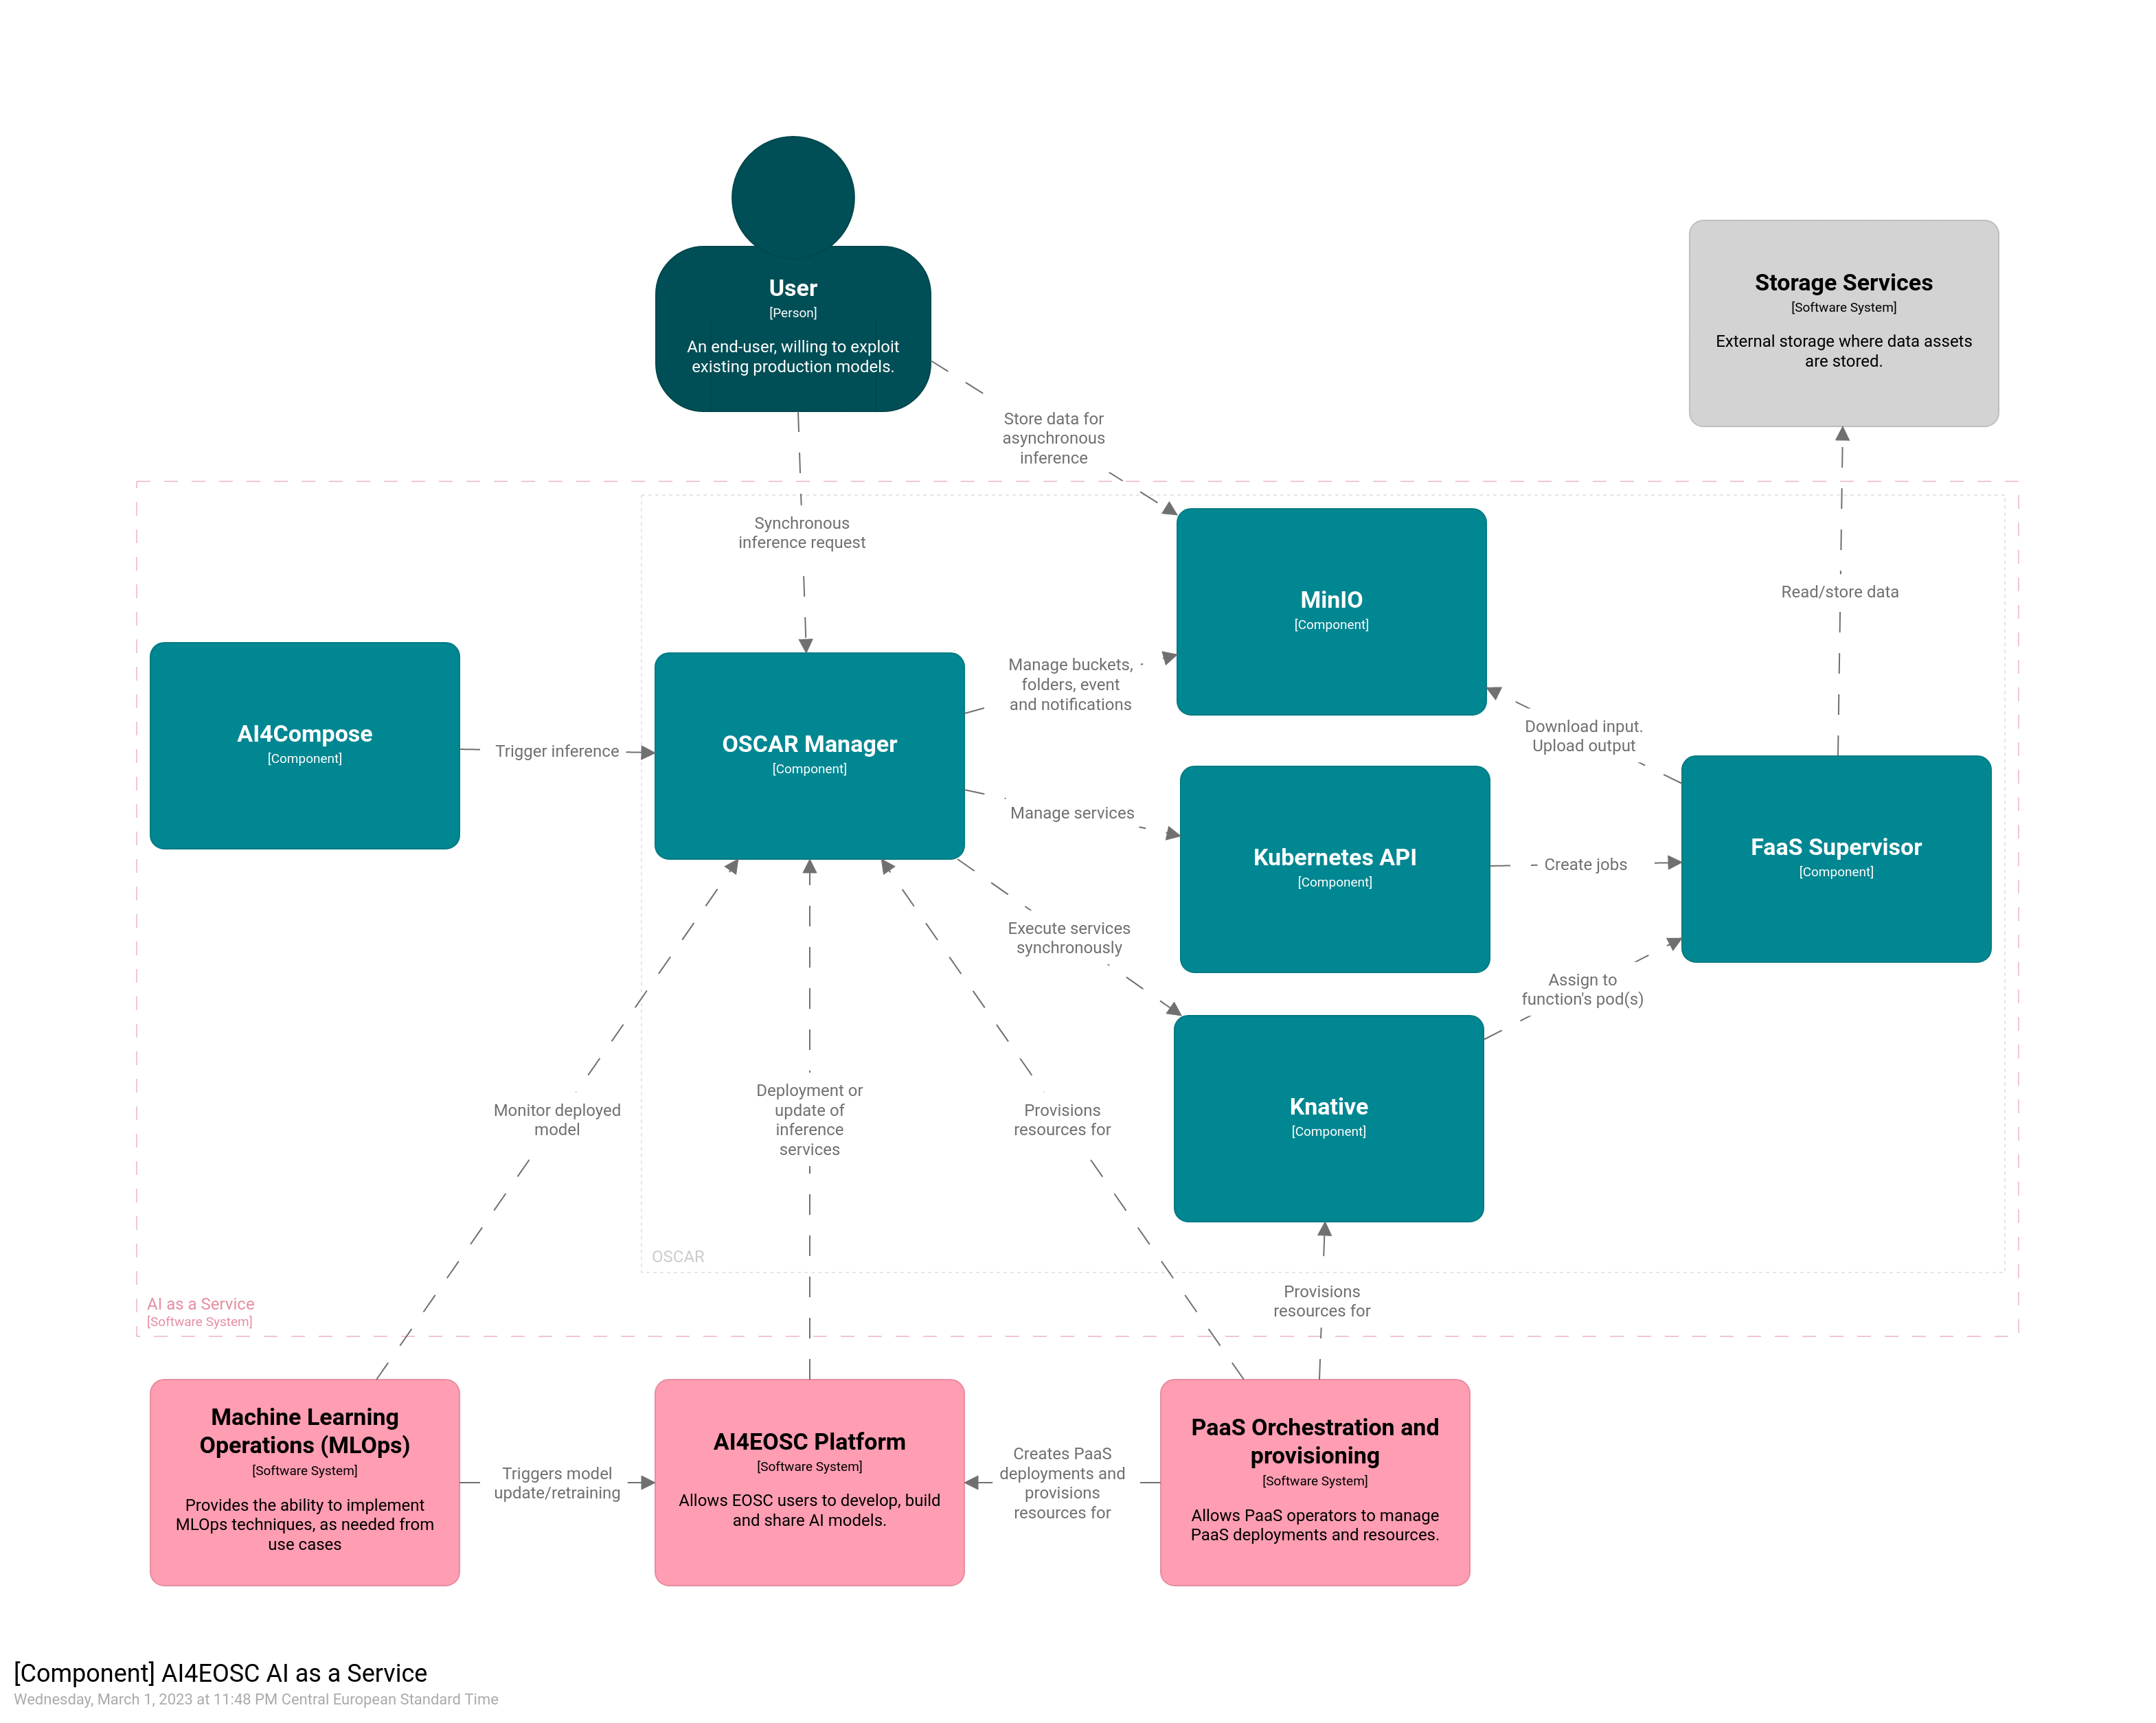 User
[Person]
An end-user, willing to exploit
existing production models.
Storage Services
[Software System]
External storage where data assets
are stored.
Store data for
asynchronous
inference
Synchronous
inference request
MinIO
[Component]
Read/store data
AI4Compose
[Component]
Trigger inference
OSCAR Manager
[Component]
Manage buckets,
folders, event
and notifications
Download input.
Upload output
Manage services
Kubernetes API
[Component]
Create jobs
FaaS Supervisor
[Component]
Execute services
synchronously
Assign to
function's pod(s)
Knative
[Component]
Monitor deployed
model
Deployment or
update of
inference
services
Provisions
resources for
OSCAR
Provisions
resources for
AI as a Service
[Software System]
Machine Learning
Operations (MLOps)
[Software System]
Provides the ability to implement
MLOps techniques, as needed from
use cases
Triggers model
update/retraining
AI4EOSC Platform
[Software System]
Allows EOSC users to develop, build
and share AI models.
Creates PaaS
deployments and
provisions
resources for
PaaS Orchestration and
provisioning
[Software System]
Allows PaaS operators to manage
PaaS deployments and resources.
[Component] AI4EOSC AI as a Service
Wednesday, March 1, 2023 at 11:48 PM Central European Standard Time